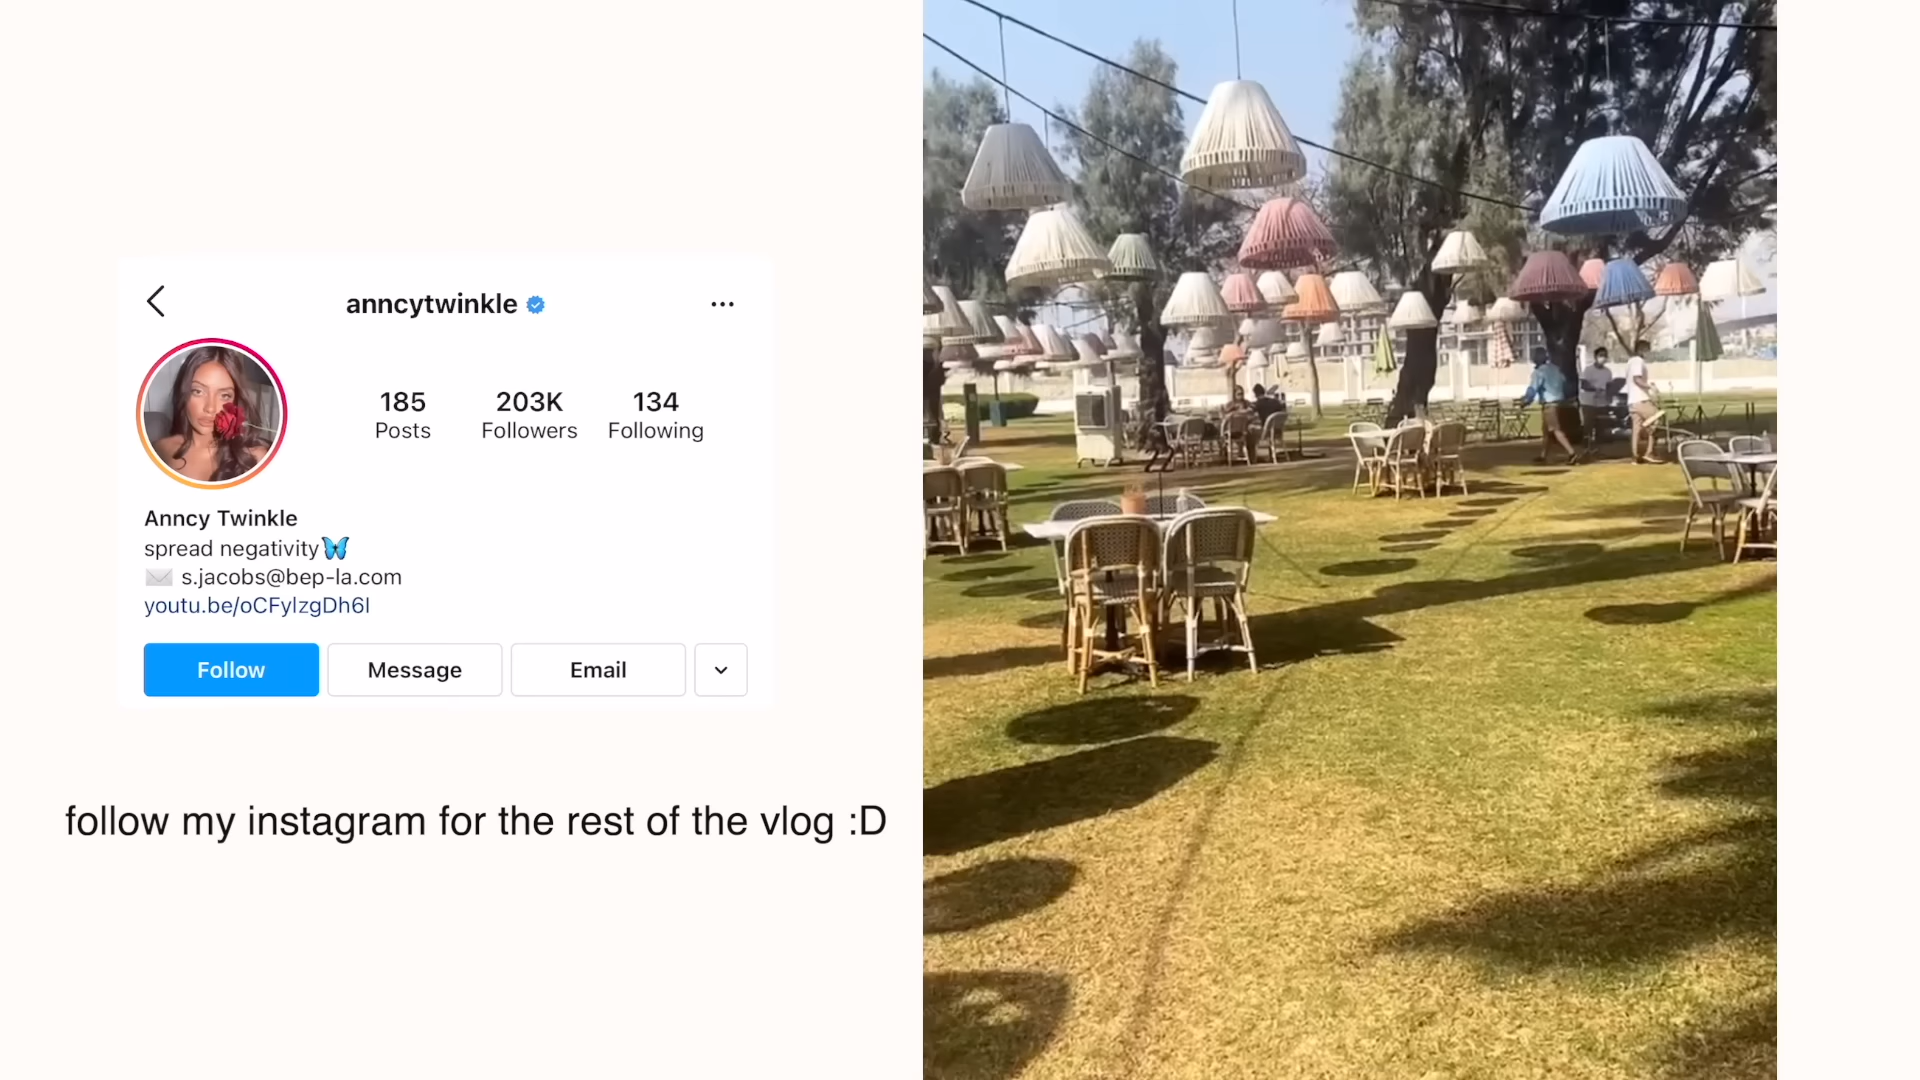 anncytwinkle
185 203K 134
Posts Followers Following
Anncy Twinkle
spread negativity🦋
✉️ s.jacobs@bep-la.com
youtu.be/oCFylzgDh6I
Follow Message Email
follow my instagram for the rest of the vlog :D